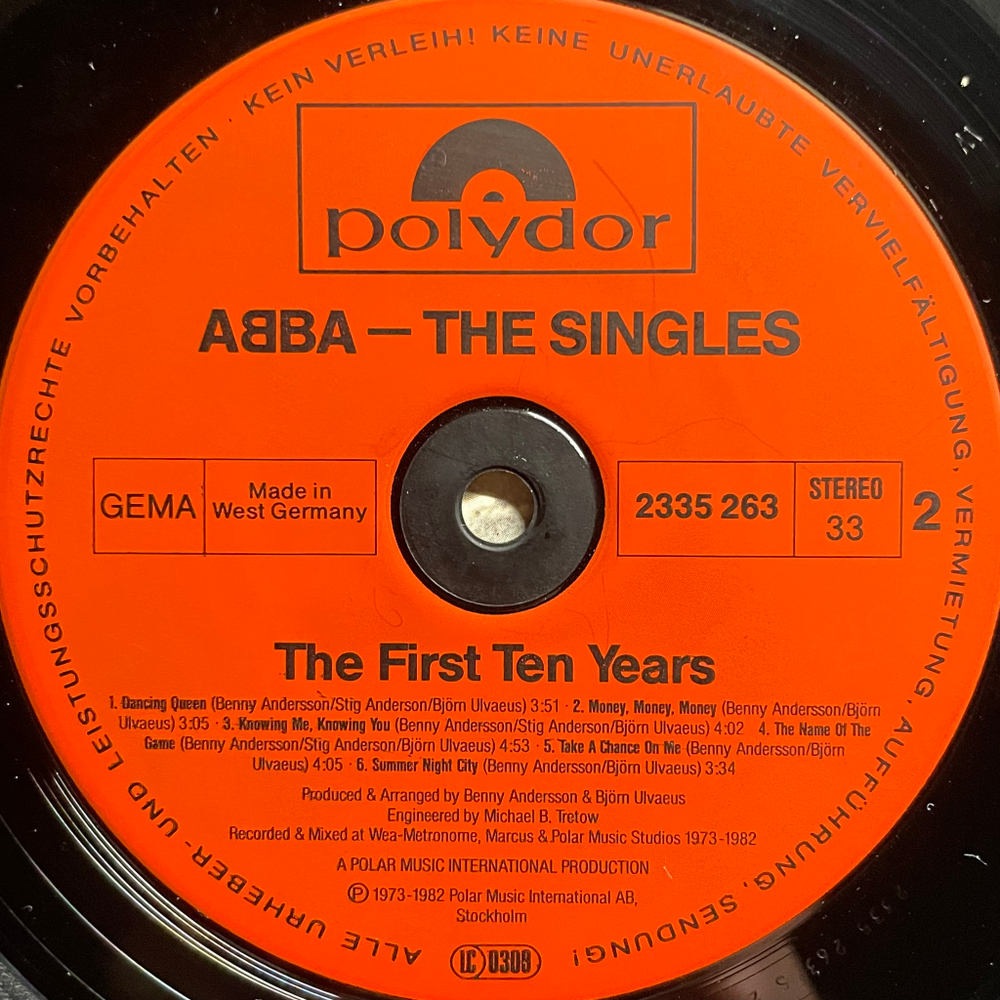 ALLE URHEBER- UND LEISTUNGSSCHUTZRECHTE VORBEHALTEN · KEIN VERLEIH! KEINE UNERLAUBTE VERVIELFÄLTIGUNG, VERMIETUNG, AUFFÜHRUNG, SENDUNG!
polydor
ABBA – THE SINGLES
GEMA
Made in
West Germany
2335 263
STEREO
33
2
The First Ten Years
1. Dancing Queen (Benny Andersson/Stig Anderson/Björn Ulvaeus) 3:51 · 2. Money, Money, Money (Benny Andersson/Björn
Ulvaeus) 3:05 · 3. Knowing Me, Knowing You (Benny Andersson/Stig Anderson/Björn Ulvaeus) 4:02 4. The Name Of The
Game (Benny Andersson/Stig Anderson/Björn Ulvaeus) 4:53 · 5. Take A Chance On Me (Benny Andersson/Björn
Ulvaeus) 4:05 · 6. Summer Night City (Benny Andersson/Björn Ulvaeus) 3:34
Produced & Arranged by Benny Andersson & Björn Ulvaeus
Engineered by Michael B. Tretow
Recorded & Mixed at Wea-Metronome, Marcus & Polar Music Studios 1973-1982
A POLAR MUSIC INTERNATIONAL PRODUCTION
℗ 1973-1982 Polar Music International AB,
Stockholm
LC 0309
2335 263 S 2